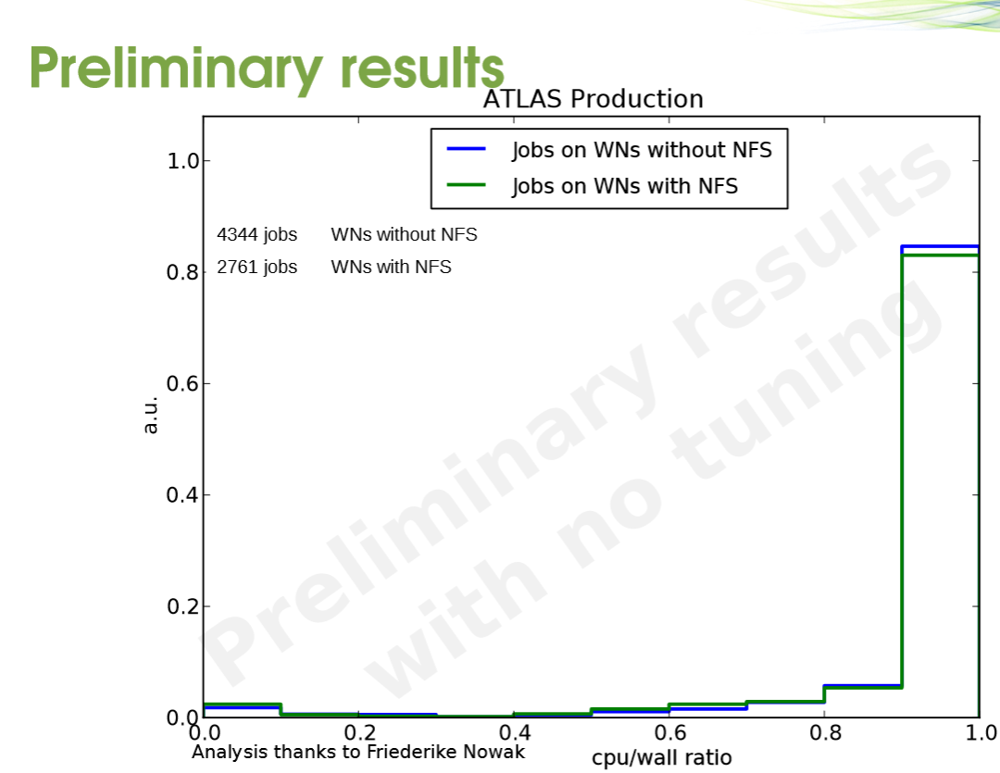 Preliminary results
ATLAS Production
Jobs on WNs without NFS
Jobs on WNs with NFS
4344 jobs WNs without NFS
2761 jobs WNs with NFS
Preliminary results
with no tuning
a.u.
1.0
0.8
0.6
0.4
0.2
0.0
0.0 0.2 0.4 0.6 0.8 1.0
cpu/wall ratio
Analysis thanks to Friederike Nowak